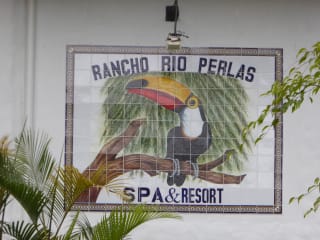 RANCHO RIO PERLAS
SPA & RESORT